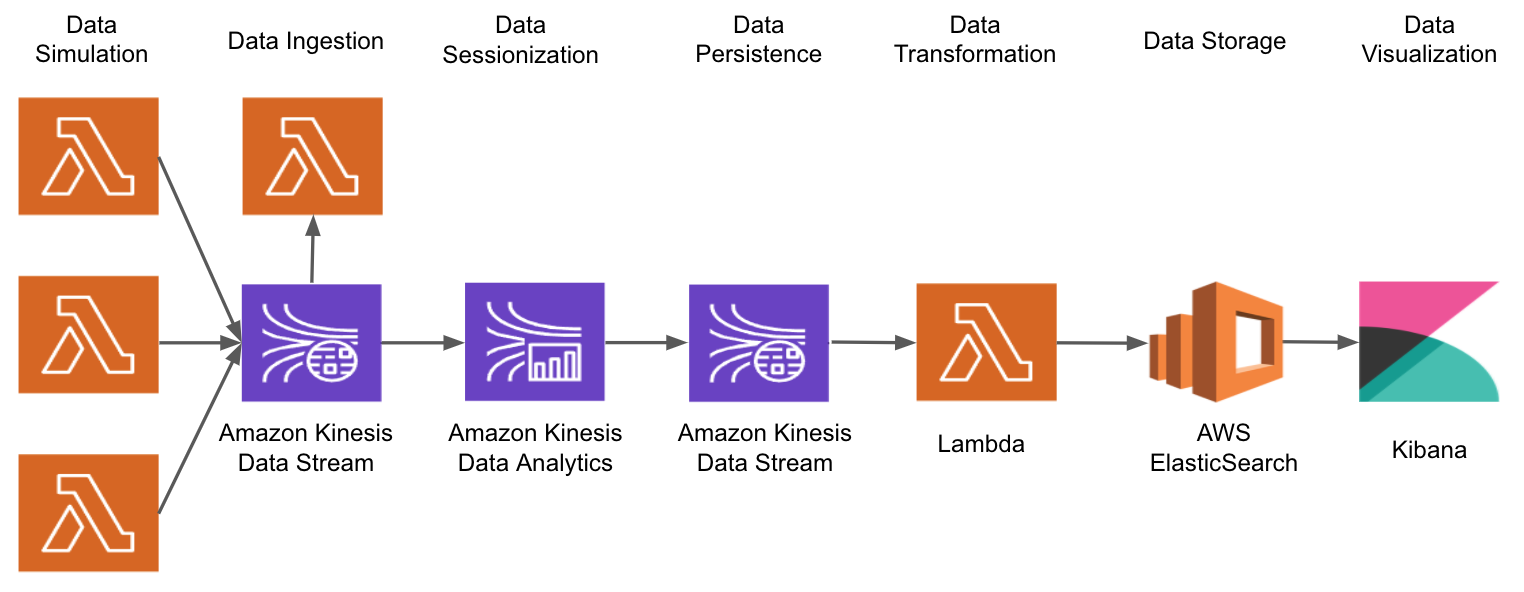 Data
Simulation
Data Ingestion
Data
Sessionization
Data
Persistence
Data
Transformation
Data Storage
Data
Visualization
Amazon Kinesis
Data Stream
Amazon Kinesis
Data Analytics
Amazon Kinesis
Data Stream
Lambda
AWS
ElasticSearch
Kibana